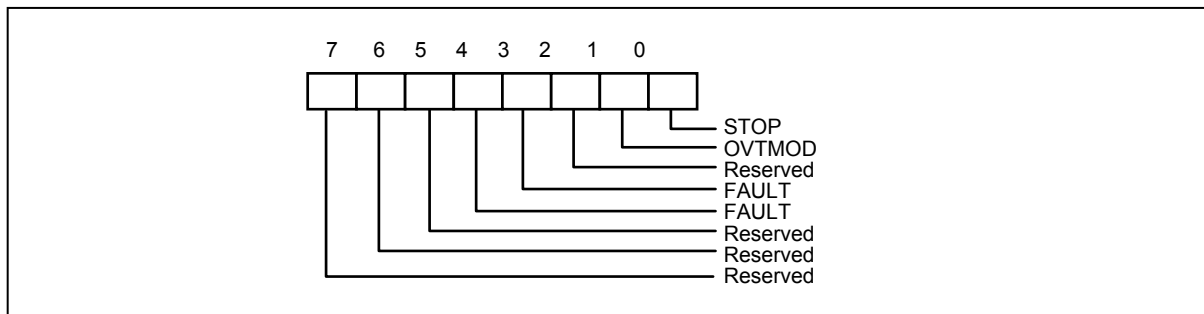 7 6 5 4 3 2 1 0
STOP
OVTMOD
Reserved
FAULT
FAULT
Reserved
Reserved
Reserved